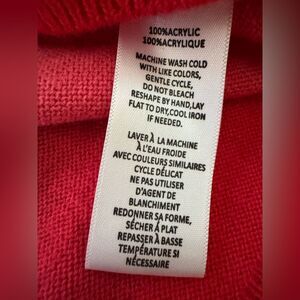 100%ACRYLIC
100%ACRYLIQUE
MACHINE WASH COLD
WITH LIKE COLORS,
GENTLE CYCLE,
DO NOT BLEACH
RESHAPE BY HAND,LAY
FLAT TO DRY,COOL IRON
IF NEEDED.
LAVER À LA MACHINE
À L'EAU FROIDE
AVEC COULEURS SIMILAIRES
CYCLE DÉLICAT
NE PAS UTILISER
D'AGENT DE
BLANCHIMENT
REDONNER SA FORME,
SÉCHER À PLAT
REPASSER À BASSE
TEMPÉRATURE SI
NÉCESSAIRE